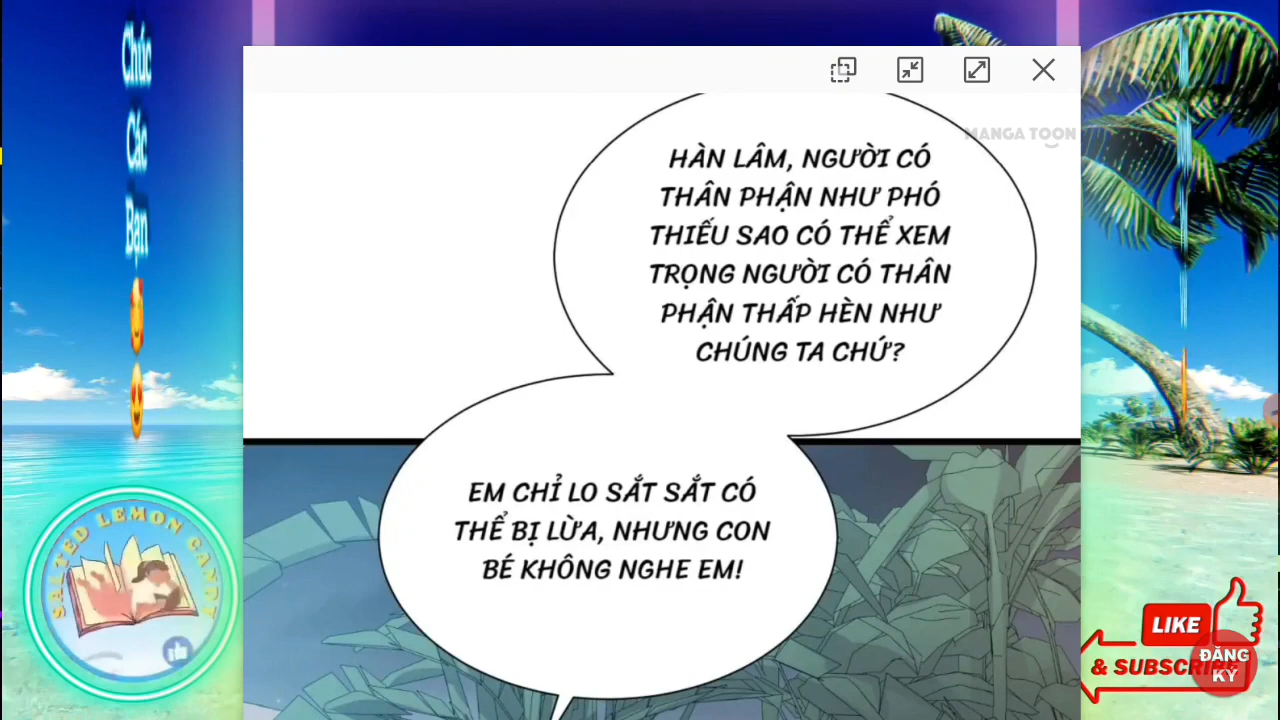 Chúc
Các
Bạn
MANGA TOON
HÀN LÂM, NGƯỜI CÓ
THÂN PHẬN NHƯ PHÓ
THIẾU SAO CÓ THỂ XEM
TRỌNG NGƯỜI CÓ THÂN
PHẬN THẤP HÈN NHƯ
CHÚNG TA CHỨ?
EM CHỈ LO SẮT SẮT CÓ
THỂ BỊ LỪA, NHƯNG CON
BÉ KHÔNG NGHE EM!
SALTED LEMON CANDY
LIKE
& SUBSCRIBE
ĐĂNG
KÝ